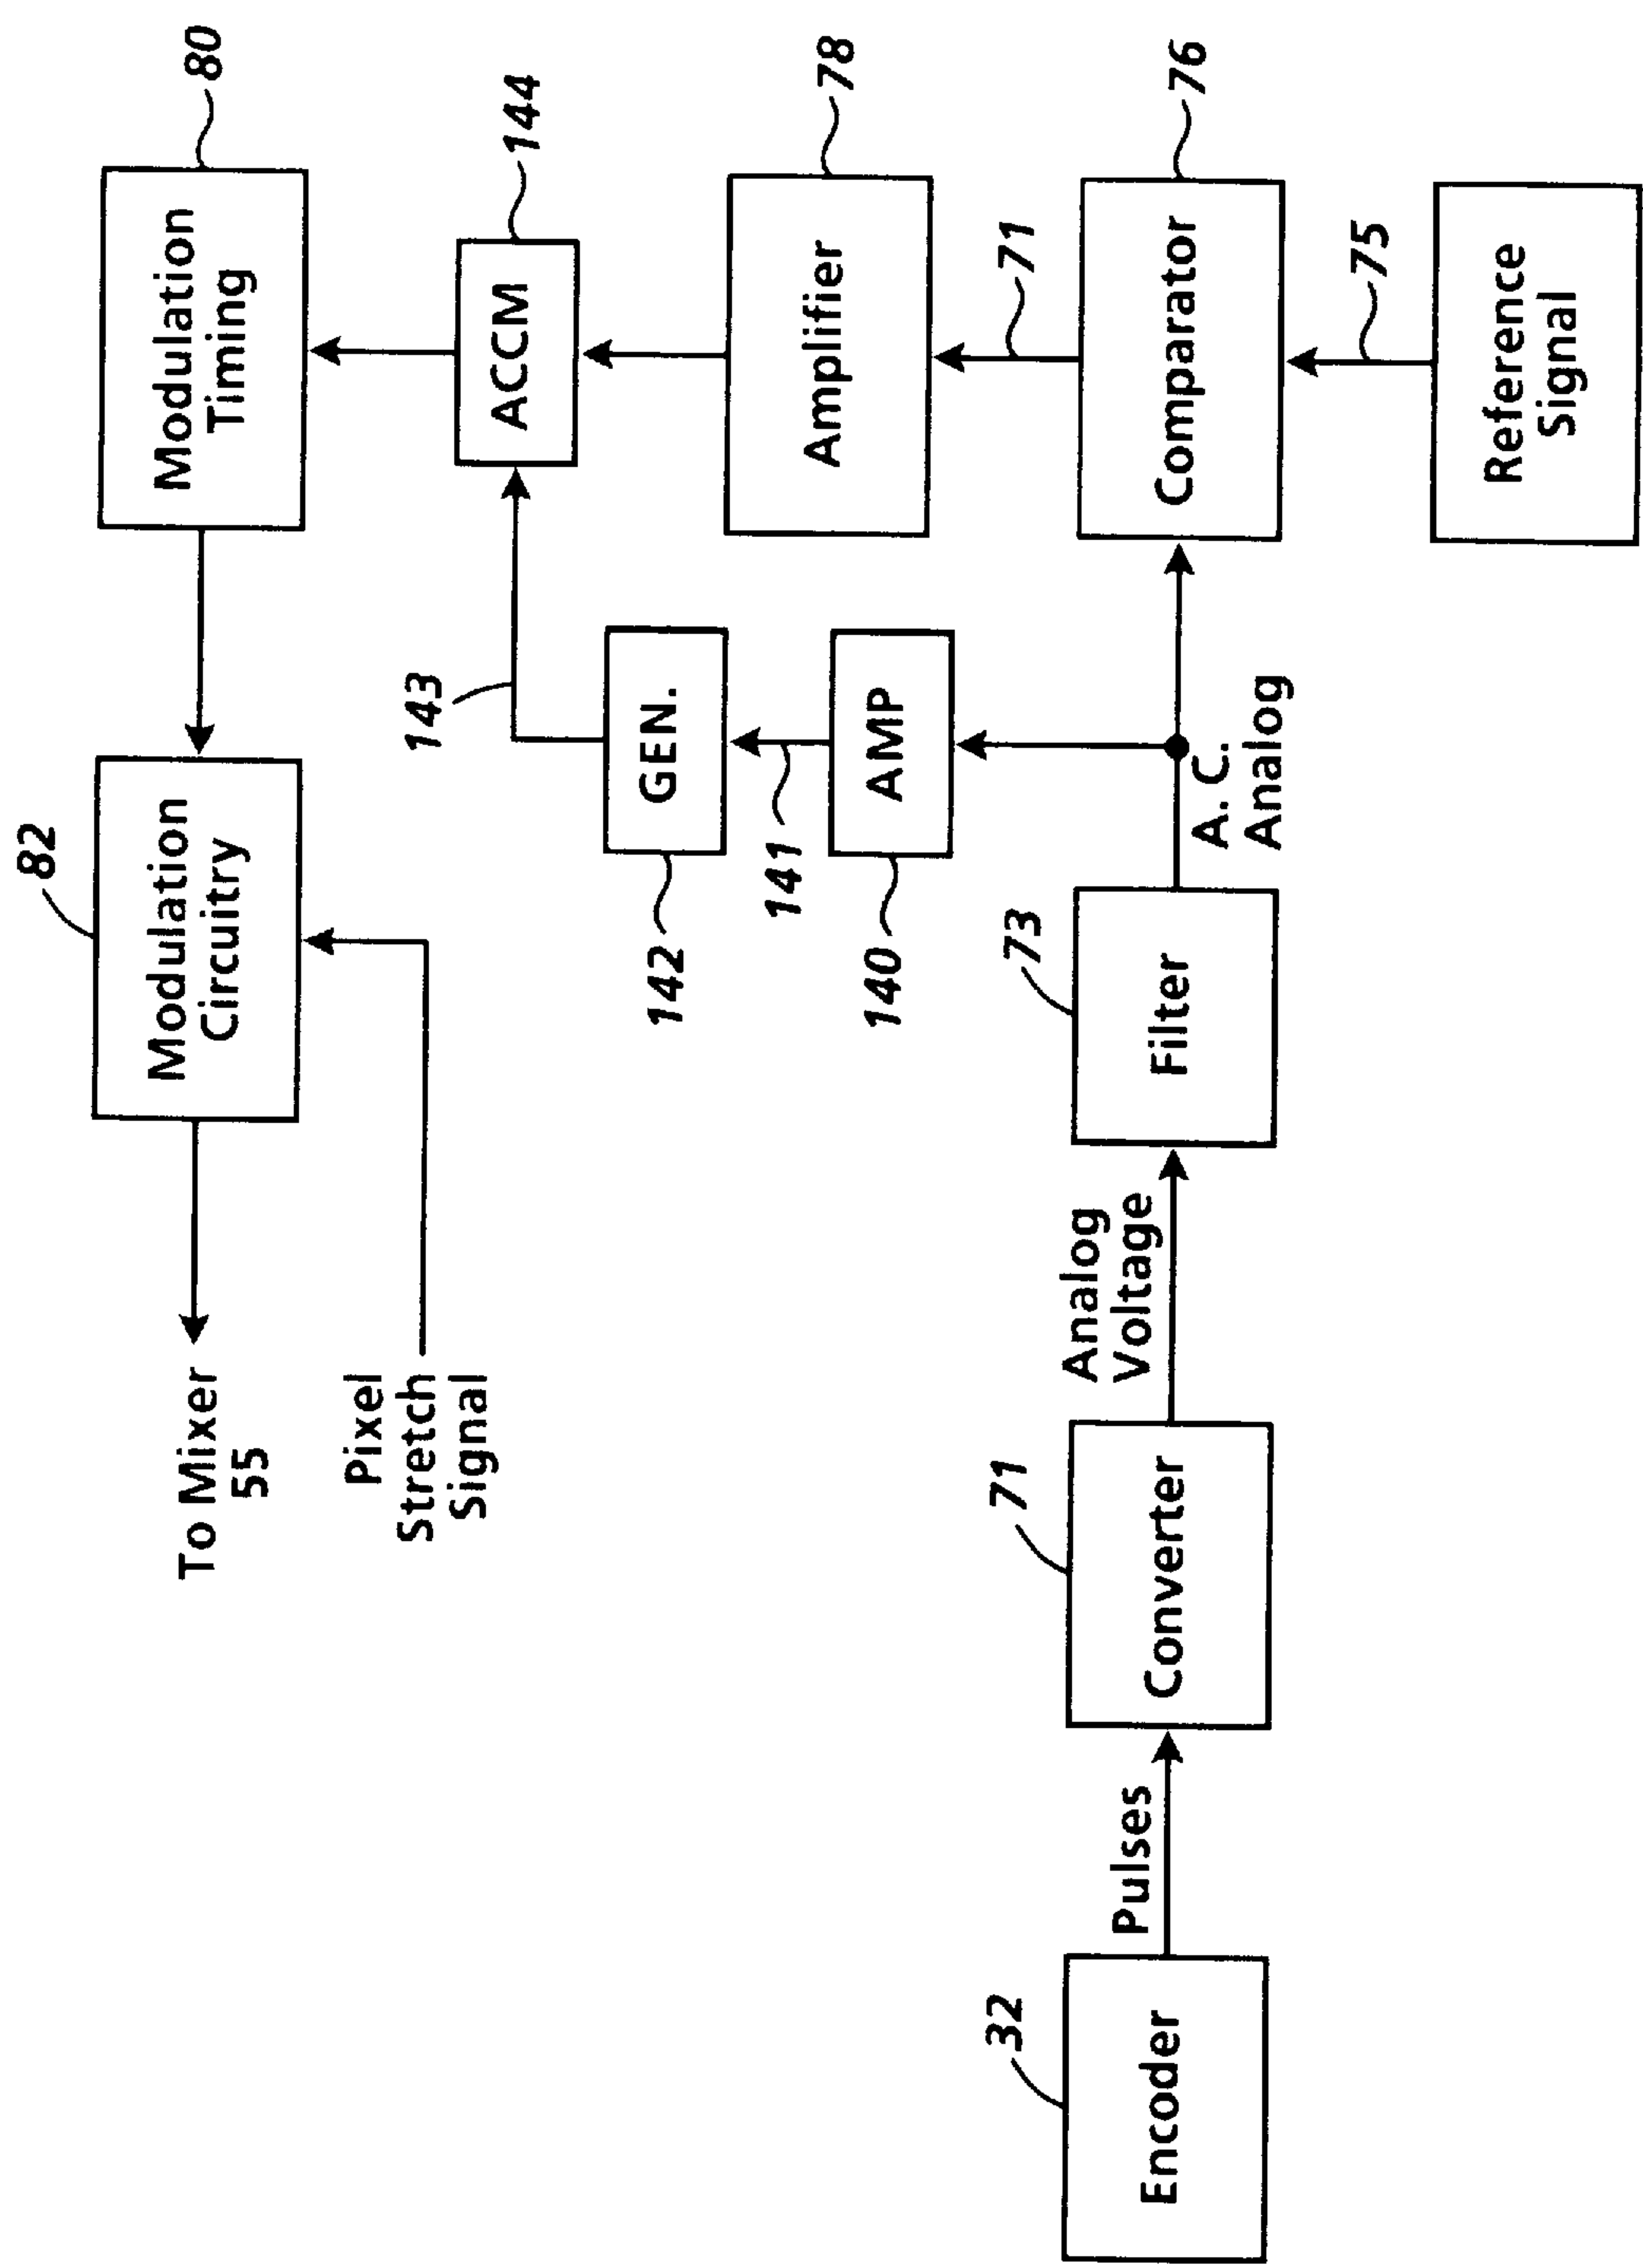 To Mixer
55
82
Modulation
Circuitry
Modulation
Timing
80
Pixel
Stretch
Signal
143
ACCM
144
142
GEN.
141
140
AMP
Amplifier
78
71
Encoder
32
Pulses
Converter
71
Analog
Voltage
Filter
73
A. C.
Analog
Comparator
76
75
Reference
Signal